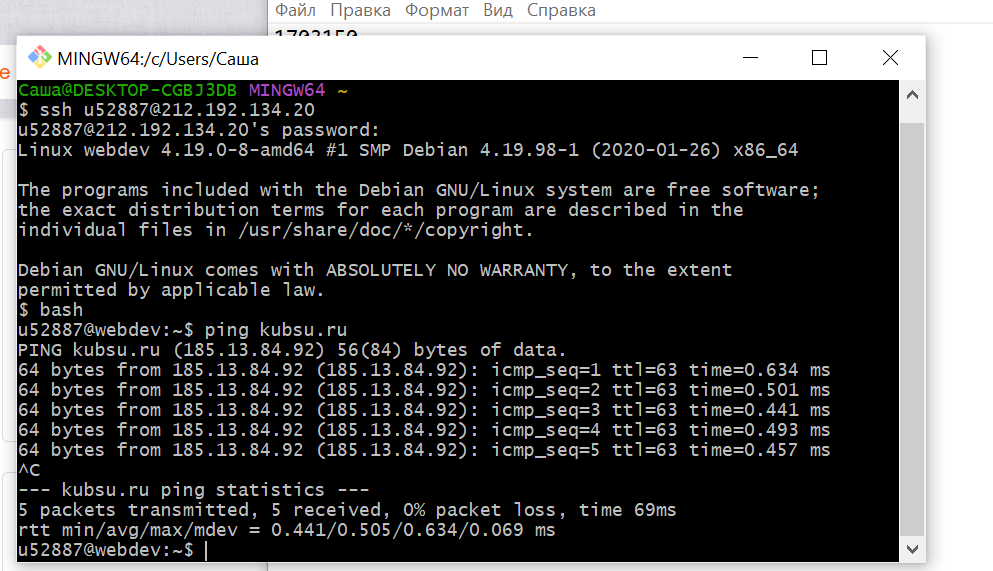 Файл Правка Формат Вид Справка
1703150
е
MINGW64:/c/Users/Саша
Саша@DESKTOP-CGBJ3DB MINGW64 ~
$ ssh u52887@212.192.134.20
u52887@212.192.134.20's password:
Linux webdev 4.19.0-8-amd64 #1 SMP Debian 4.19.98-1 (2020-01-26) x86_64
The programs included with the Debian GNU/Linux system are free software;
the exact distribution terms for each program are described in the
individual files in /usr/share/doc/*/copyright.
Debian GNU/Linux comes with ABSOLUTELY NO WARRANTY, to the extent
permitted by applicable law.
$ bash
u52887@webdev:~$ ping kubsu.ru
PING kubsu.ru (185.13.84.92) 56(84) bytes of data.
64 bytes from 185.13.84.92 (185.13.84.92): icmp_seq=1 ttl=63 time=0.634 ms
64 bytes from 185.13.84.92 (185.13.84.92): icmp_seq=2 ttl=63 time=0.501 ms
64 bytes from 185.13.84.92 (185.13.84.92): icmp_seq=3 ttl=63 time=0.441 ms
64 bytes from 185.13.84.92 (185.13.84.92): icmp_seq=4 ttl=63 time=0.493 ms
64 bytes from 185.13.84.92 (185.13.84.92): icmp_seq=5 ttl=63 time=0.457 ms
^C
--- kubsu.ru ping statistics ---
5 packets transmitted, 5 received, 0% packet loss, time 69ms
rtt min/avg/max/mdev = 0.441/0.505/0.634/0.069 ms
u52887@webdev:~$